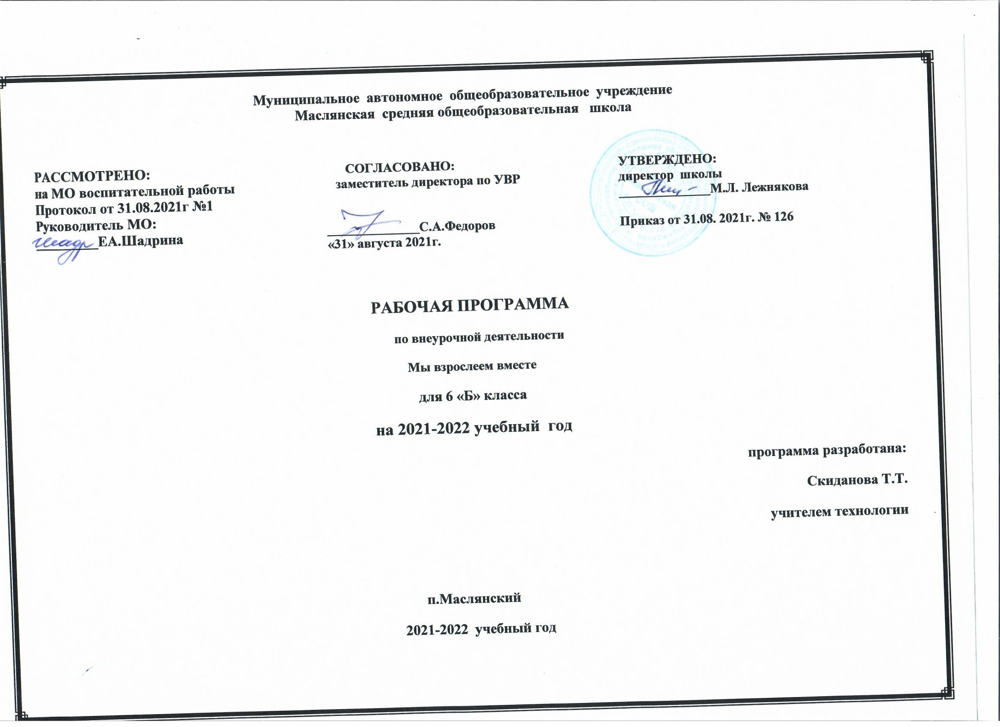 Муниципальное автономное общеобразовательное учреждение
Маслянская средняя общеобразовательная школа
РАССМОТРЕНО:
на МО воспитательной работы
Протокол от 31.08.2021г №1
Руководитель МО:
__________ЕА.Шадрина
СОГЛАСОВАНО:
заместитель директора по УВР
_______________С.А.Федоров
«31» августа 2021г.
УТВЕРЖДЕНО:
директор школы
_______________М.Л. Лежнякова
Приказ от 31.08. 2021г. № 126
РАБОЧАЯ ПРОГРАММА
по внеурочной деятельности
Мы взрослеем вместе
для 6 «Б» класса
на 2021-2022 учебный год
программа разработана:
Скиданова Т.Т.
учителем технологии
п.Маслянский
2021-2022 учебный год